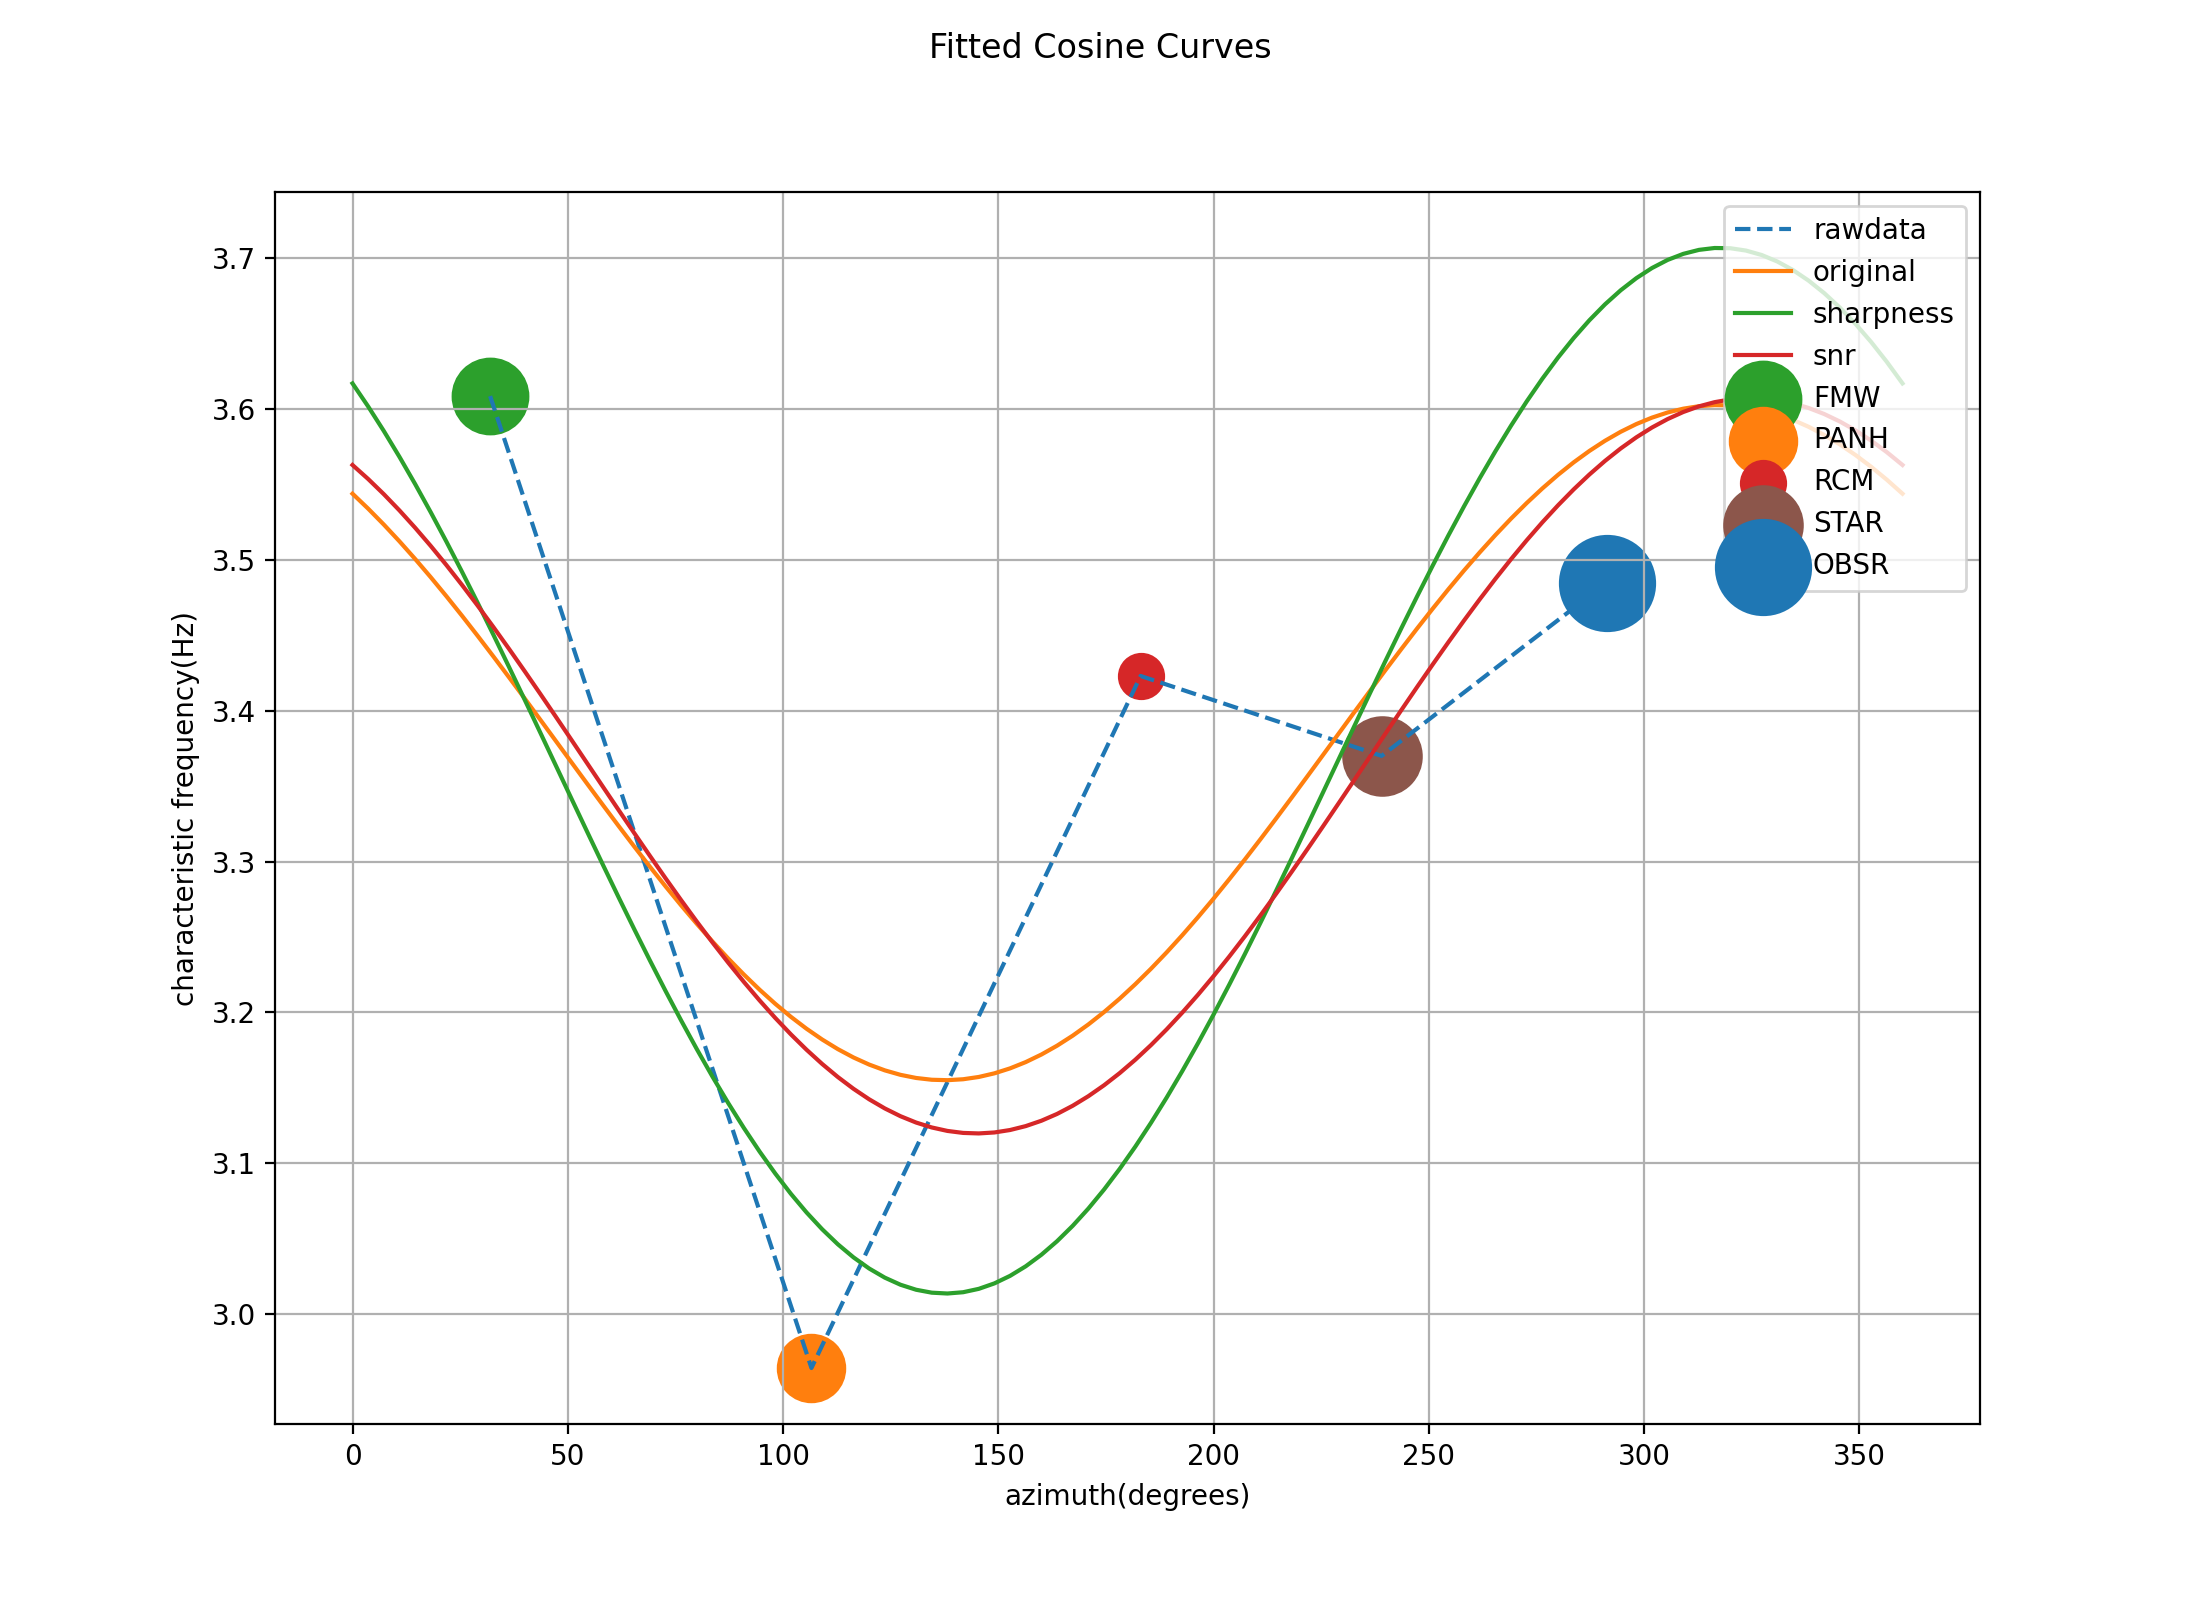 Fitted Cosine Curves
3.7
3.6
3.5
3.4
3.3
3.2
3.1
3.0
characteristic frequency(Hz)
0 50 100 150 200 250 300 350
azimuth(degrees)
rawdata
original
sharpness
snr
FMW
PANH
RCM
STAR
OBSR